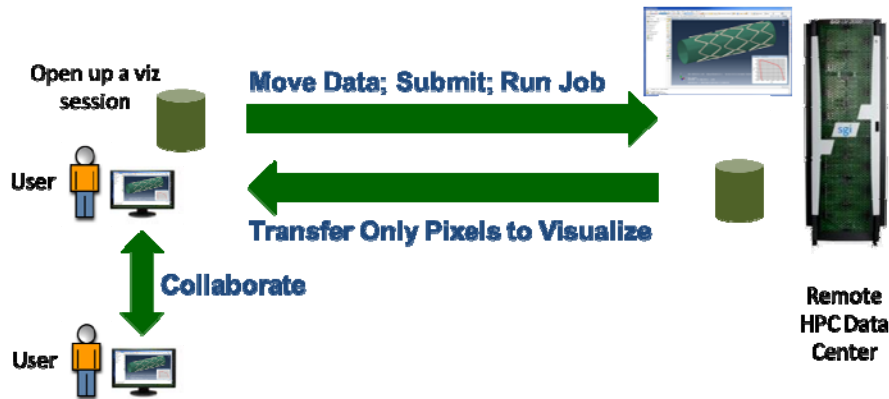 Open up a viz
session
Move Data; Submit; Run Job
sgi
User
Transfer Only Pixels to Visualize
Collaborate
Remote
HPC Data
Center
User